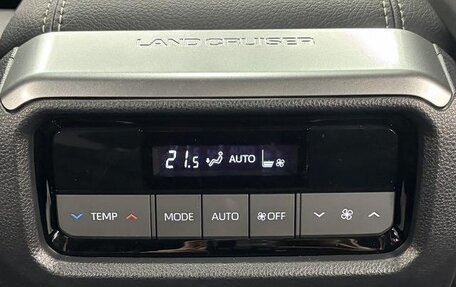 LAND CRUISER
21.5 AUTO
TEMP MODE AUTO OFF